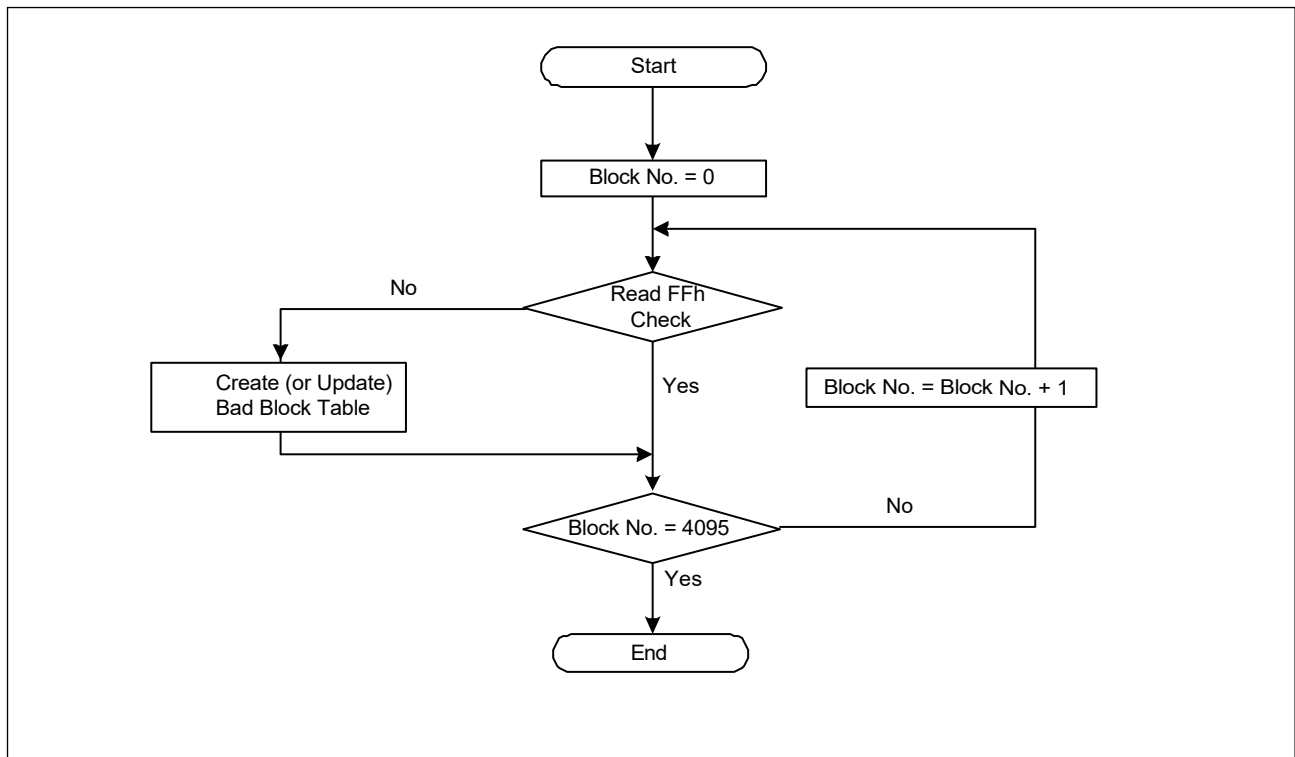 Start
Block No. = 0
No
Read FFh
Check
Create (or Update)
Bad Block Table
Yes
Block No. = Block No. + 1
Block No. = 4095
No
Yes
End